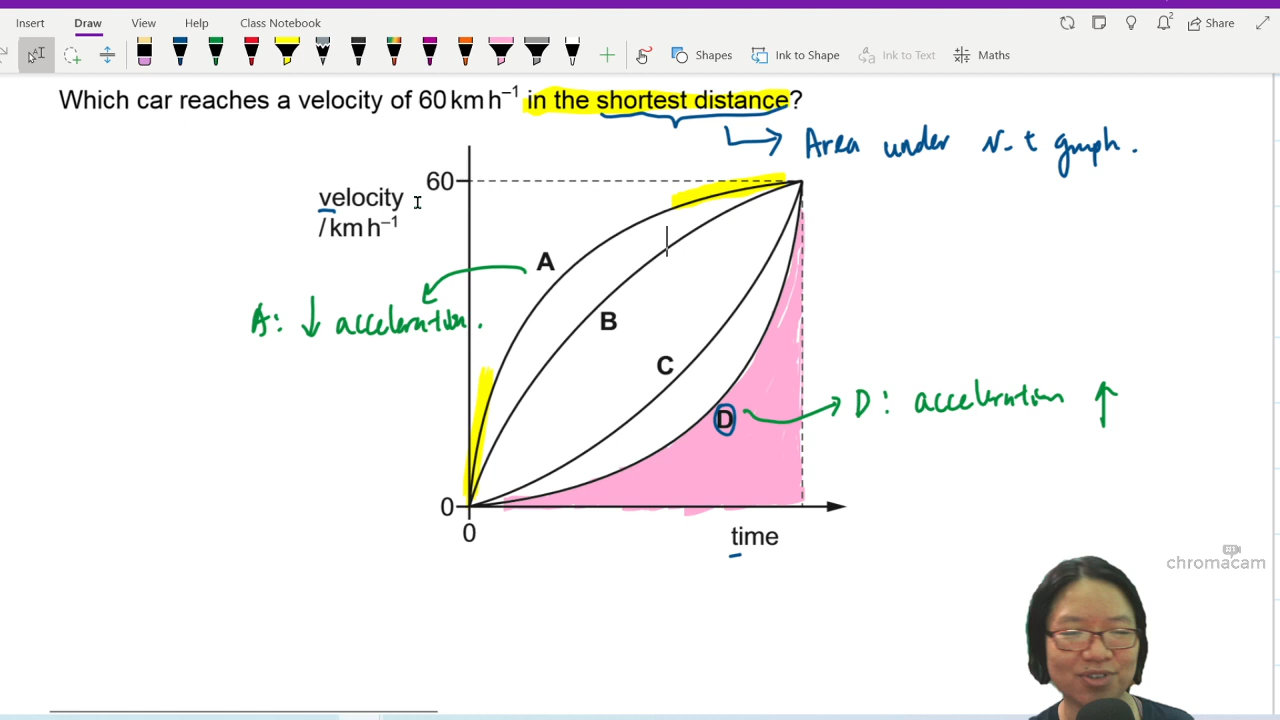 Insert Draw View Help Class Notebook 2 Share
Shapes Ink to Shape Ink to Text Maths
Which car reaches a velocity of 60 km h⁻¹ in the shortest distance?
Area under v-t graph.
60
velocity
/ km h⁻¹
A
A: ↓ acceleration.
B
C
D
D: acceleration ↑
0
0
time
chromacam